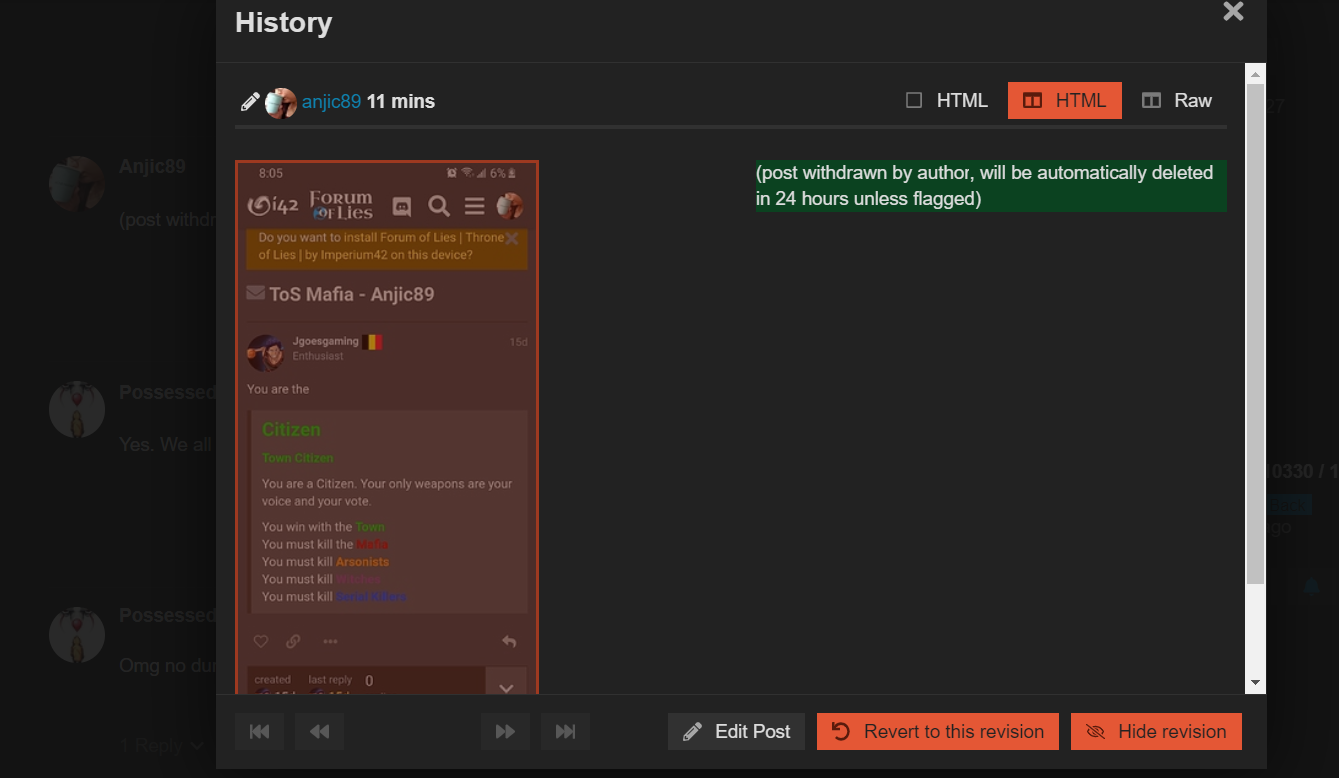 History
anjic89 11 mins
HTML
HTML
Raw
8:05
6%
i42 FORUM OF LIES
Do you want to install Forum of Lies | Throne
of Lies | by Imperium42 on this device?
ToS Mafia - Anjic89
Jgoesgaming
15d
Enthusiast
You are the
Citizen
Town Citizen
You are a Citizen. Your only weapons are your
voice and your vote.
You win with the Town
You must kill the Mafia
You must kill Arsonists
You must kill Witches
You must kill Serial Killers
created
last reply
0
(post withdrawn by author, will be automatically deleted
in 24 hours unless flagged)
Edit Post
Revert to this revision
Hide revision
Anjic89
(post withdr
Possessed
Yes. We all
Possessed
Omg no dur
1 Reply
27
10330 / 1
Back
go